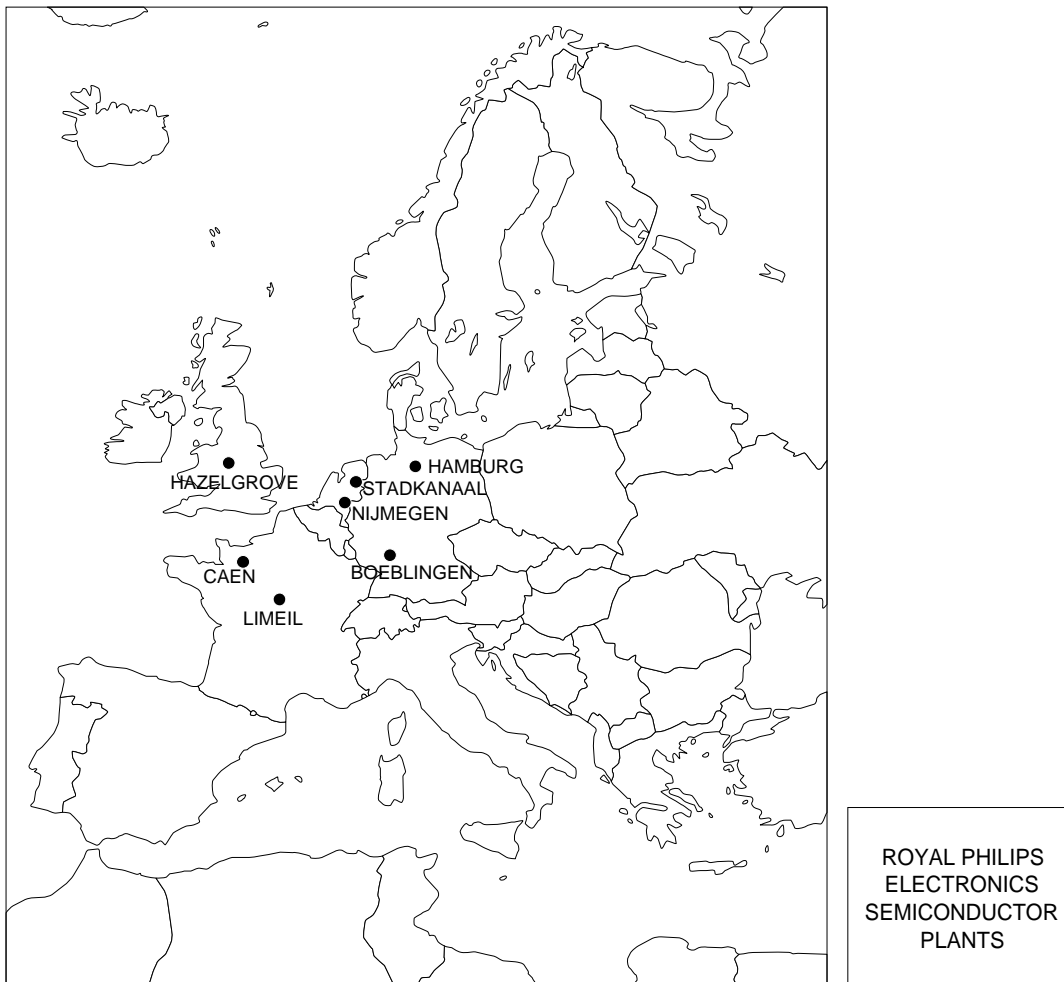 HAMBURG
HAZELGROVE
STADKANAAL
NIJMEGEN
BOEBLINGEN
CAEN
LIMEIL
ROYAL PHILIPS
ELECTRONICS
SEMICONDUCTOR
PLANTS